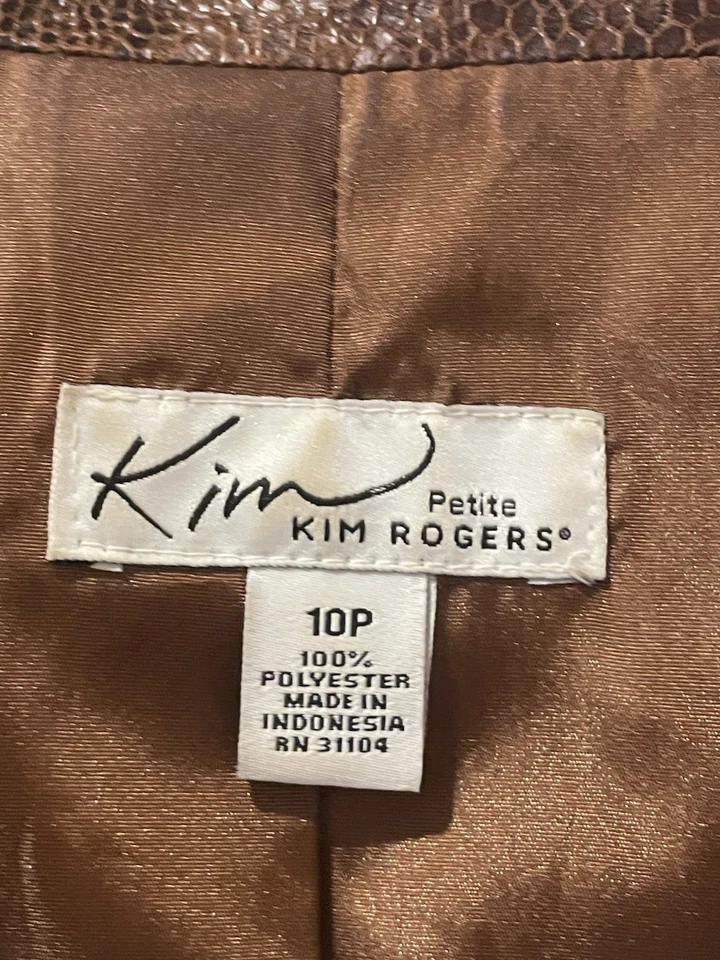 Kim
Petite
KIM ROGERS®
10P
100%
POLYESTER
MADE IN
INDONESIA
RN 31104